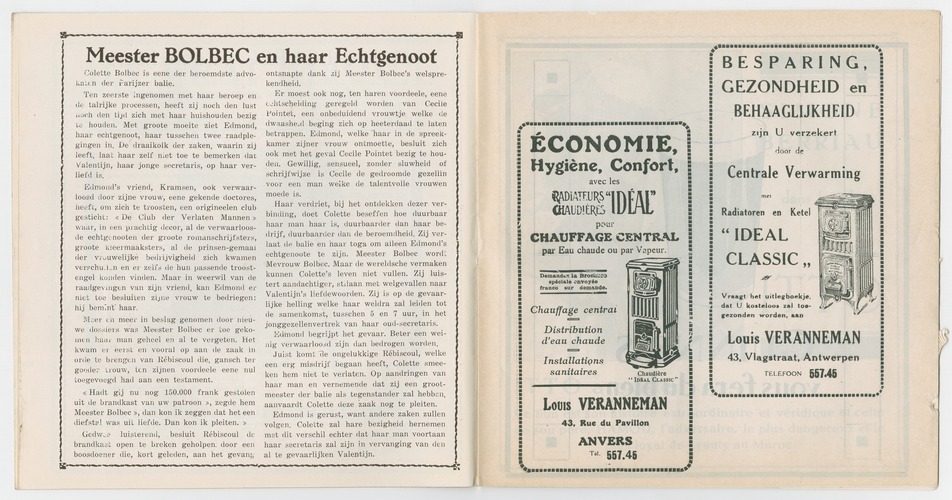 Meester BOLBEC en haar Echtgenoot
Colette Bolbec is eene der beroemdste advo-
katen der Parijzer balie.
Ten zeerste ingenomen met haar beroep en
de talrijke processen, heeft zij nog den lust
noch den tijd zich met haar huishouden bezig
te houden. Met groote moeite ziet Edmond,
haar echtgenoot, haar tusschen twee raadple-
gingen in. De draaikolk der zaken, waarin zij
leeft, laat haar zelf niet toe te bemerken dat
Valentijn, haar jonge secretaris, op haar ver-
liefd is.
Edmond's vriend, Kramsen, ook verwaar-
loosd door zijne vrouw, eene gekende doctores,
heeft, om zich te troosten, een origineelen club
gesticht: « De Club der Verlaten Mannen »
waar, in een prachtig decor, al de verwaarloos-
de echtgenooten der groote romanschrijfsters,
groote kleermaaksters, al de prinsen-gemaal
der vrouwelijke bedrijvigheid zich kwamen
verschuilen en er zelfs de hun passende troost-
engel konden vinden. Maar in weerwil van de
raadgevingen van zijn vriend, kan Edmond er
niet toe besluiten zijne vrouw te bedriegen:
hij bemint haar.
Meer en meer in beslag genomen door nieu-
we dossiers was Meester Bolbec er toe geko-
men haar man geheel en al te vergeten. Het
kwam er eerst en vooral op aan de zaak in
orde te brengen van Rébiscoul die, gansch ter
goeder trouw, ten zijnen voordeele eene nul
toegevoegd had aan een testament.
« Hadt gij nu nog 150.000 frank gestolen
uit de brandkast van uw patroon », zegde hem
Meester Bolbec », dan kon ik zeggen dat het een
diefstal was uit liefde. Dan kon ik pleiten. »
Gedwee luisterend, besluit Rébiscoul de
brandkast open te breken geholpen door een
boosdoener die, kort geleden, aan het gevang
ontsnapte dank zij Meester Bolbec's welspre-
kendheid.
Er moest ook nog, ten haren voordeele, eene
echtscheiding geregeld worden van Cecile
Pointet, een onbeduidend vrouwtje welke de
dwaasheid beging zich op heeterdaad te laten
betrappen. Edmond, welke haar in de spreek-
kamer zijner vrouw ontmoette, besluit zich
ook met het geval Cecile Pointet bezig te hou-
den. Gewillig, sensueel, zonder sluwheid of
schrijfwijze is Cecile de gedroomde gezellin
voor een man welke de talentvolle vrouwen
moede is.
Haar verdriet, bij het ontdekken dezer ver-
binding, doet Colette beseffen hoe duurbaar
haar man haar is, duurbaarder dan haar be-
drijf, duurbaarder dan de beroemdheid. Zij ver-
laat de balie en haar toga om alleen Edmond's
echtgenoote te zijn. Meester Bolbec wordt
Mevrouw Bolbec. Maar de wereldsche vermaken
kunnen Colette's leven niet vullen. Zij luis-
tert aandachtiger, stilaan met welgevallen naar
Valentijn's liefdewoorden. Zij is op de gevaar-
lijke helling welke haar weldra zal leiden tot
de samenkomst, tusschen 5 en 7 uur, in het
jonggezellenvertrek van haar oud-secretaris.
Edmond begrijpt het gevaar. Beter een wei-
nig verwaarloosd zijn dan bedrogen worden.
Juist komt de ongelukkige Rébiscoul, welke
een erg misdrijf begaan heeft, Colette smee-
ken hem niet te verlaten. Op aandringen van
haar man en vernemende dat zij een groot-
meester der balie als tegenstander zal hebben,
aanvaardt Colette deze zaak nog te pleiten.
Edmond is gerust, want andere zaken zullen
volgen. Colette zal hare bezigheid hernemen
met dit verschil echter dat haar man voortaan
haar secretaris zal zijn in vervanging van den
al te gevaarlijken Valentijn.
ÉCONOMIE,
Hygiène, Confort,
avec les
RADIATEURS "IDÉAL"
CHAUDIÈRES
pour
CHAUFFAGE CENTRAL
par Eau chaude ou par Vapeur.
Demandez la Brochure
spéciale envoyée
franco sur demande.
Chauffage central
Distribution
d'eau chaude
Installations
sanitaires
Chaudière
"IDEAL CLASSIC"
Louis VERANNEMAN
43, Rue du Pavillon
ANVERS
Tel. 557.45
BESPARING,
GEZONDHEID en
BEHAAGLIJKHEID
zijn U verzekert
door de
Centrale Verwarming
met
Radiatoren en Ketel
“ IDEAL
CLASSIC „
Vraagt het uitlegboekje,
dat U kosteloos zal toe-
gezonden worden, aan
Louis VERANNEMAN
43, Vlagstraat, Antwerpen
TELEFOON 557.45